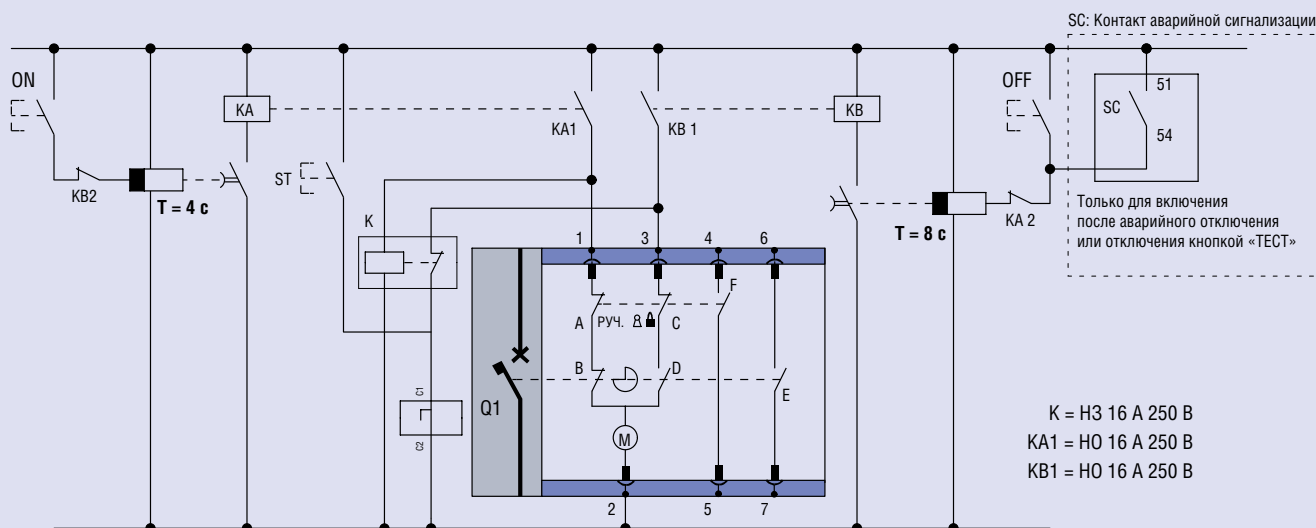 SC: Контакт аварийной сигнализации
ON
OFF
51
KA
KB
SC
KA1
KB 1
54
ST
KB2
T = 4 c
T = 8 c
KA 2
Только для включения
после аварийного отключения
или отключения кнопкой «ТЕСТ»
K
1
3
4
6
F
A
РУЧ.
C
B
D
E
Q1
C1
C2
M
2
5
7
K = НЗ 16 А 250 В
KA1 = НО 16 А 250 В
KB1 = НО 16 А 250 В